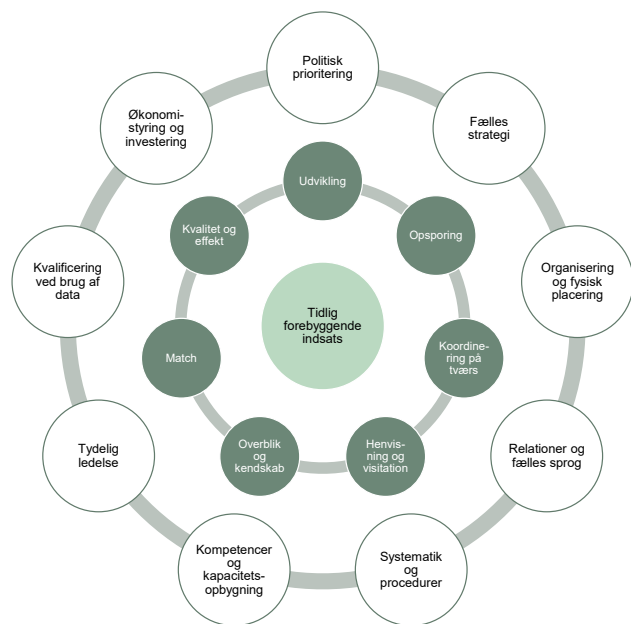 Politisk
prioritering
Fælles
strategi
Organisering
og fysisk
placering
Relationer og
fælles sprog
Systematik
og
procedurer
Kompetencer
og
kapacitets-
opbygning
Tydelig
ledelse
Kvalificering
ved brug af
data
Økonomi-
styring og
investering
Udvikling
Opsporing
Koordine-
ring på
tværs
Henvis-
ning og
visitation
Overblik
og
kendskab
Match
Kvalitet og
effekt
Tidlig
forebyggende
indsats